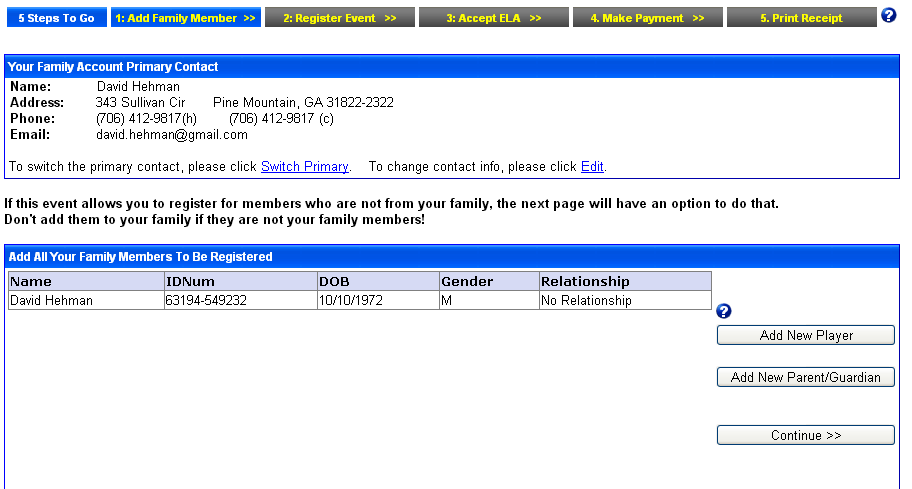 5 Steps To Go 1: Add Family Member >> 2: Register Event >> 3: Accept ELA >> 4. Make Payment >> 5. Print Receipt ?
Your Family Account Primary Contact
Name: David Hehman
Address: 343 Sullivan Cir Pine Mountain, GA 31822-2322
Phone: (706) 412-9817(h) (706) 412-9817 (c)
Email: david.hehman@gmail.com
To switch the primary contact, please click Switch Primary. To change contact info, please click Edit.
If this event allows you to register for members who are not from your family, the next page will have an option to do that.
Don't add them to your family if they are not your family members!
Add All Your Family Members To Be Registered
Name IDNum DOB Gender Relationship
David Hehman 63194-549232 10/10/1972 M No Relationship
?
Add New Player
Add New Parent/Guardian
Continue >>